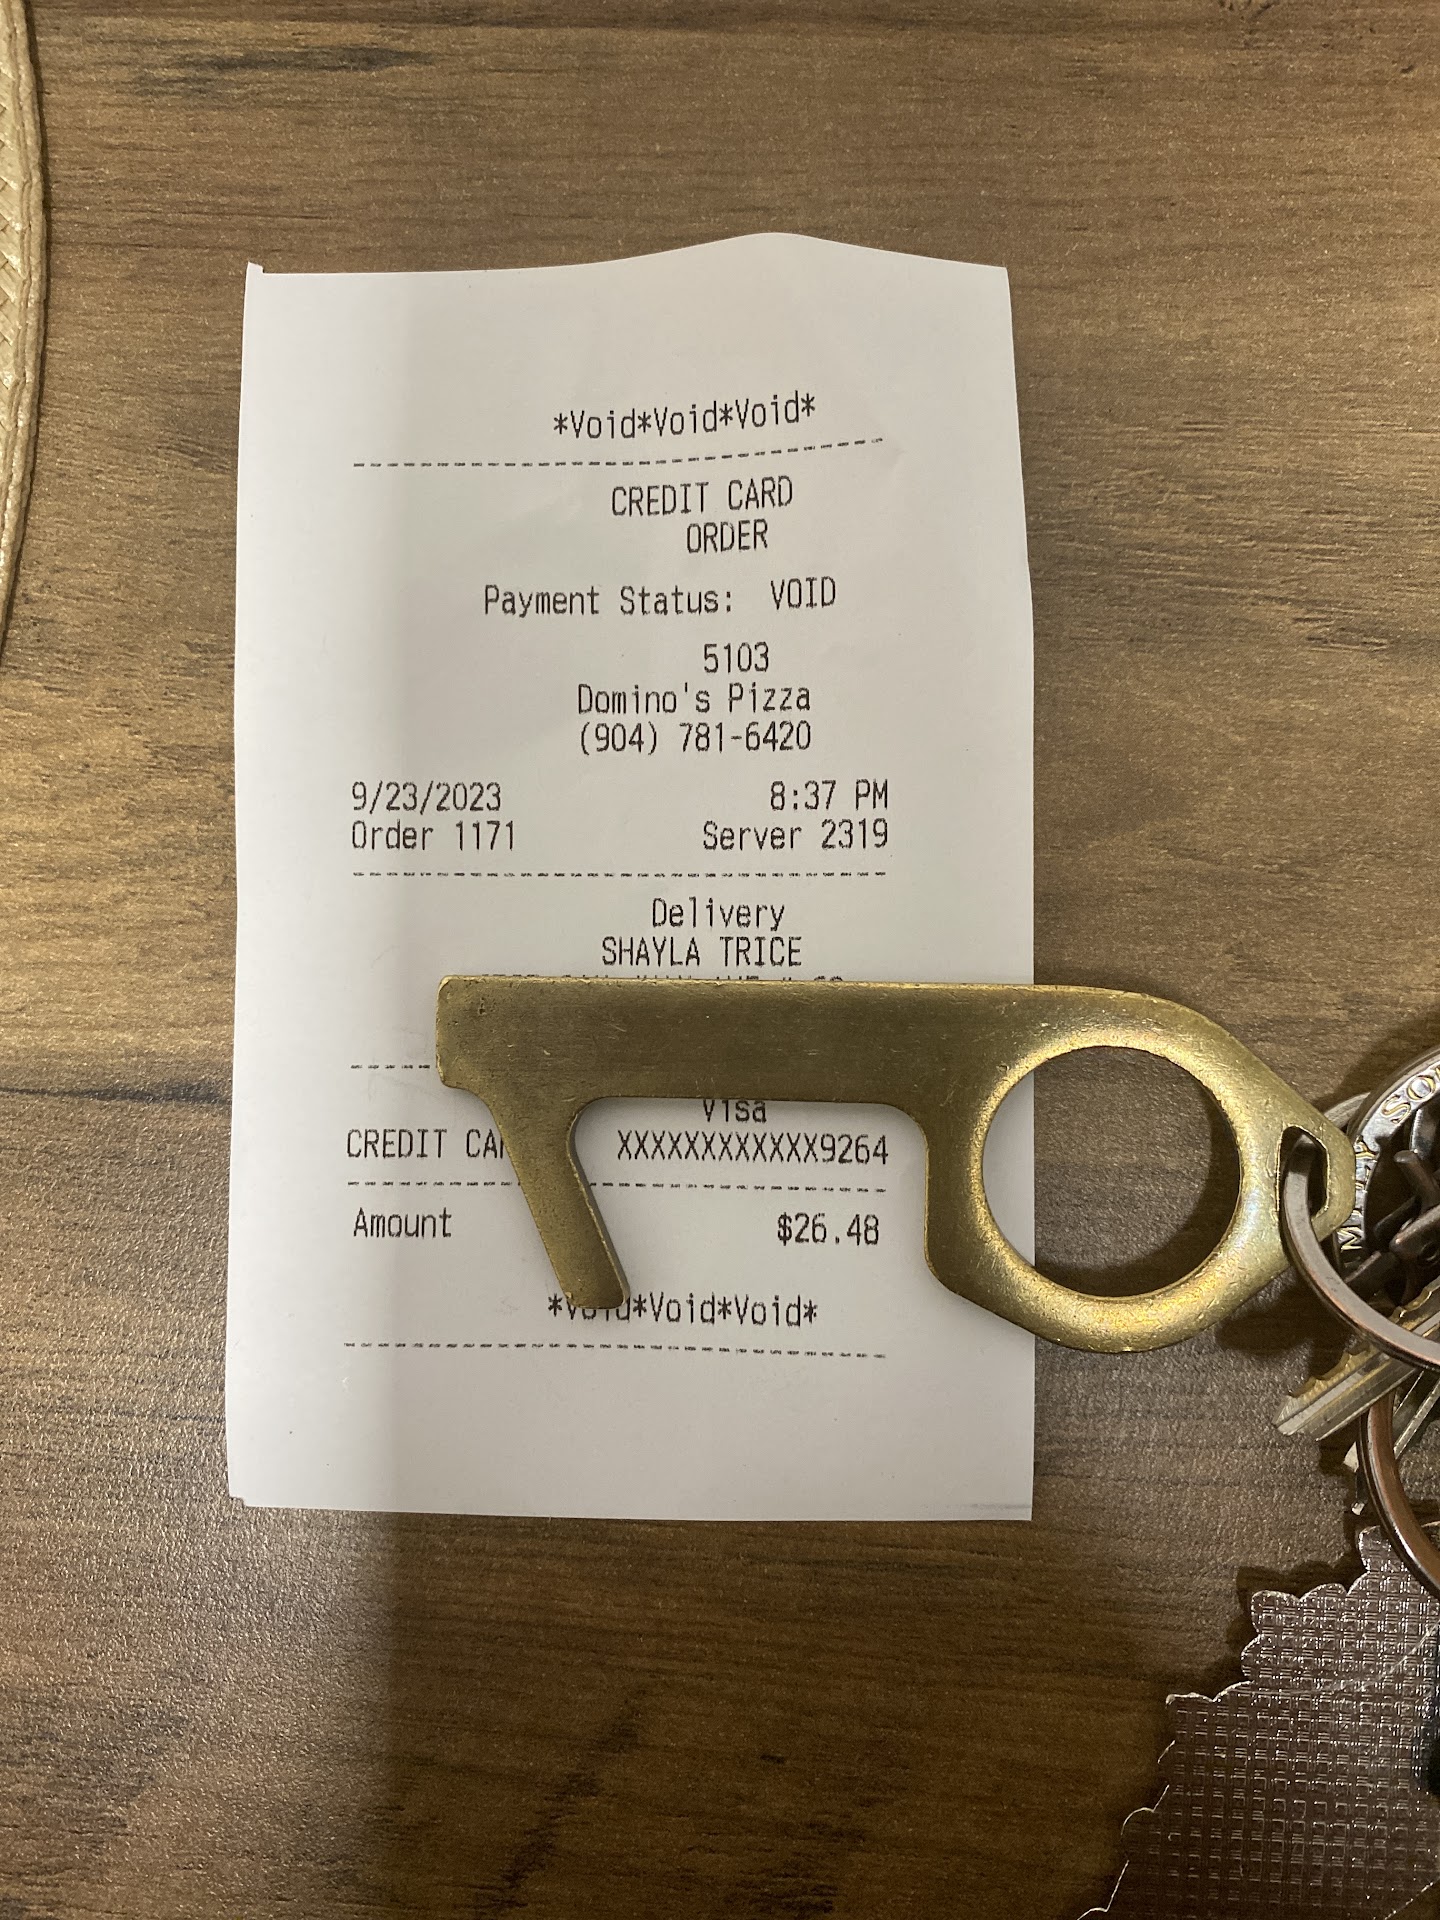 *Void*Void*Void*
CREDIT CARD
ORDER
Payment Status: VOID
5103
Domino's Pizza
(904) 781-6420
9/23/2023 8:37 PM
Order 1171 Server 2319
Delivery
SHAYLA TRICE
Visa
CREDIT XXXXXXXXXXXX9264
Amount $26.48
*Void*Void*Void*